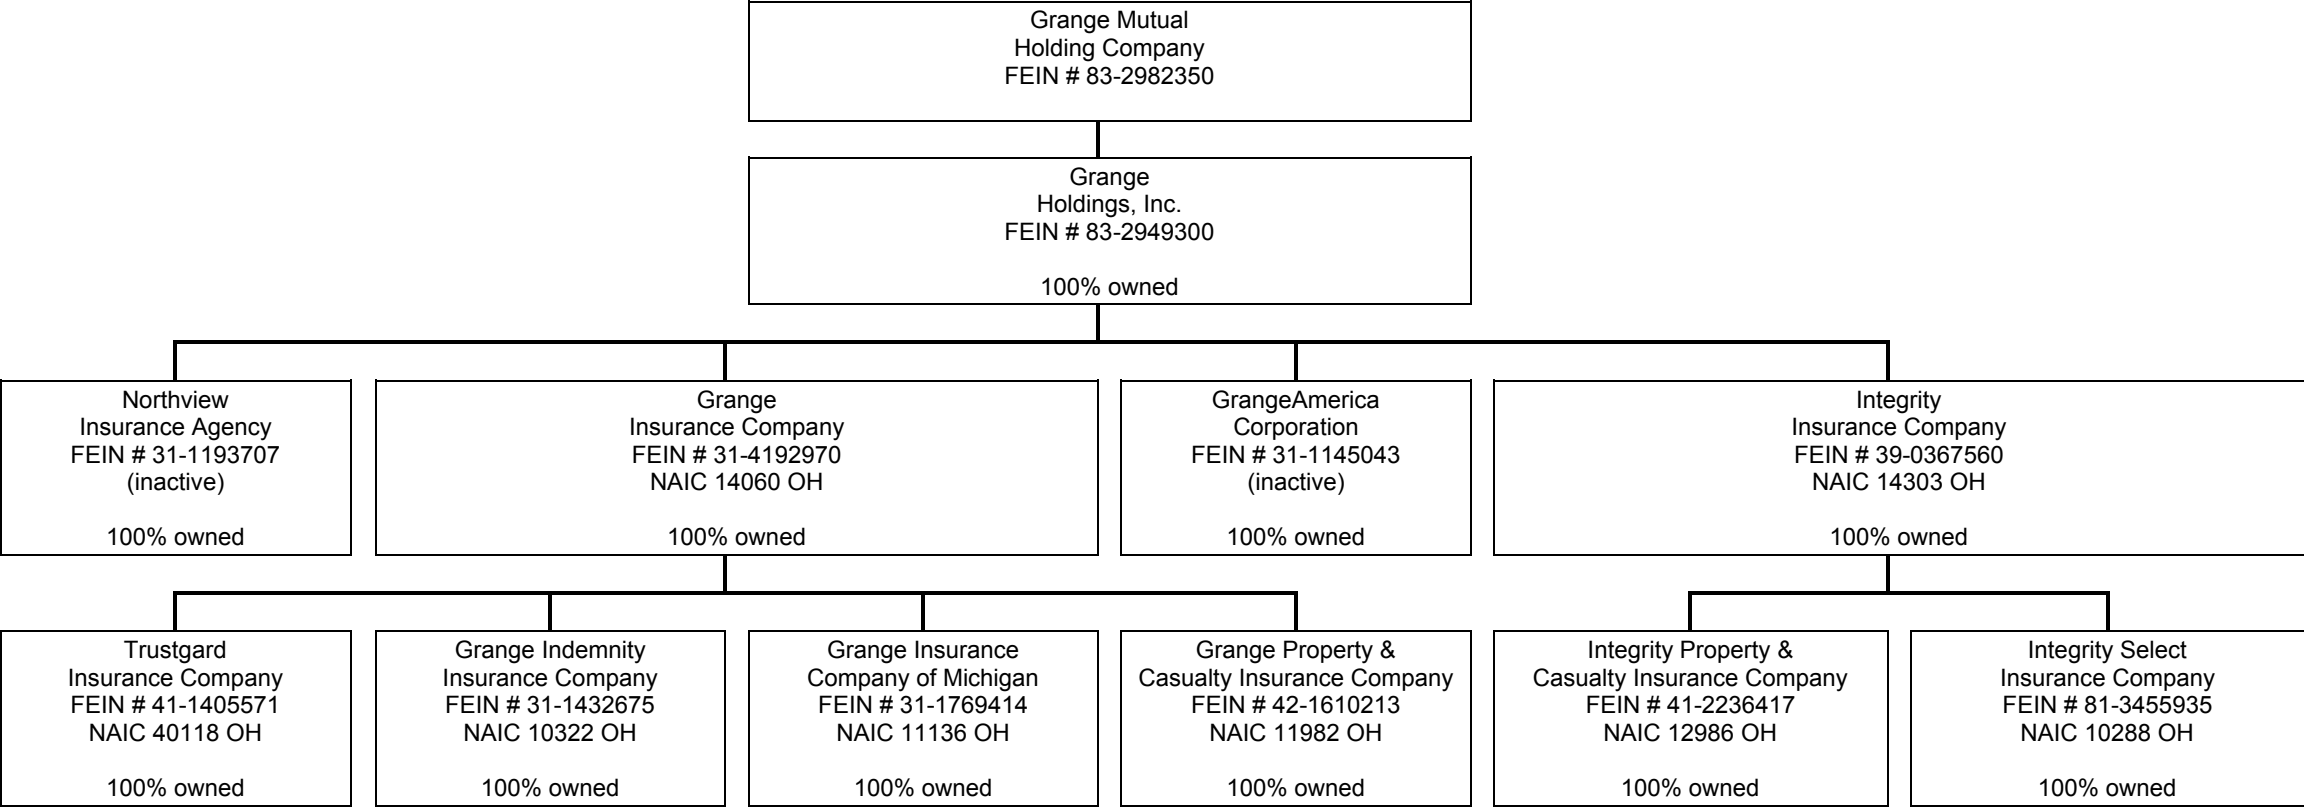 Grange Mutual
Holding Company
FEIN # 83-2982350
Grange
Holdings, Inc.
FEIN # 83-2949300
100% owned
Northview
Insurance Agency
FEIN # 31-1193707
(inactive)
100% owned
Grange
Insurance Company
FEIN # 31-4192970
NAIC 14060 OH
100% owned
GrangeAmerica
Corporation
FEIN # 31-1145043
(inactive)
100% owned
Integrity
Insurance Company
FEIN # 39-0367560
NAIC 14303 OH
100% owned
Trustgard
Insurance Company
FEIN # 41-1405571
NAIC 40118 OH
100% owned
Grange Indemnity
Insurance Company
FEIN # 31-1432675
NAIC 10322 OH
100% owned
Grange Insurance
Company of Michigan
FEIN # 31-1769414
NAIC 11136 OH
100% owned
Grange Property &
Casualty Insurance Company
FEIN # 42-1610213
NAIC 11982 OH
100% owned
Integrity Property &
Casualty Insurance Company
FEIN # 41-2236417
NAIC 12986 OH
100% owned
Integrity Select
Insurance Company
FEIN # 81-3455935
NAIC 10288 OH
100% owned